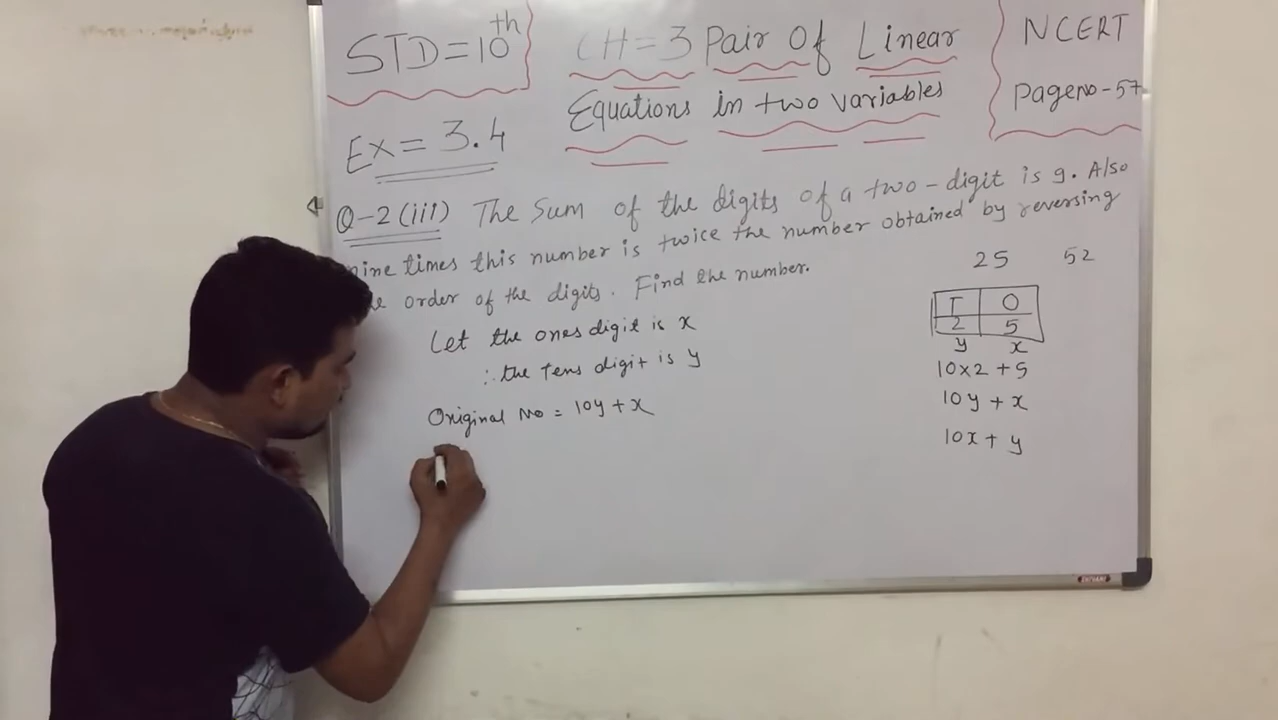 STD = 10th
CH = 3 Pair Of Linear
Equations in two variables
NCERT
Page no - 57
Ex = 3.4
Q-2 (iii) The Sum of the digits of a two-digit is 9. Also
nine times this number is twice the number obtained by reversing
order of the digits. Find the number.
Let the ones digit is x
∴ the Tens digit is y
Original No = 10y + x
25 52
T O
2 5
y x
10x2 + 5
10y + x
10x + y